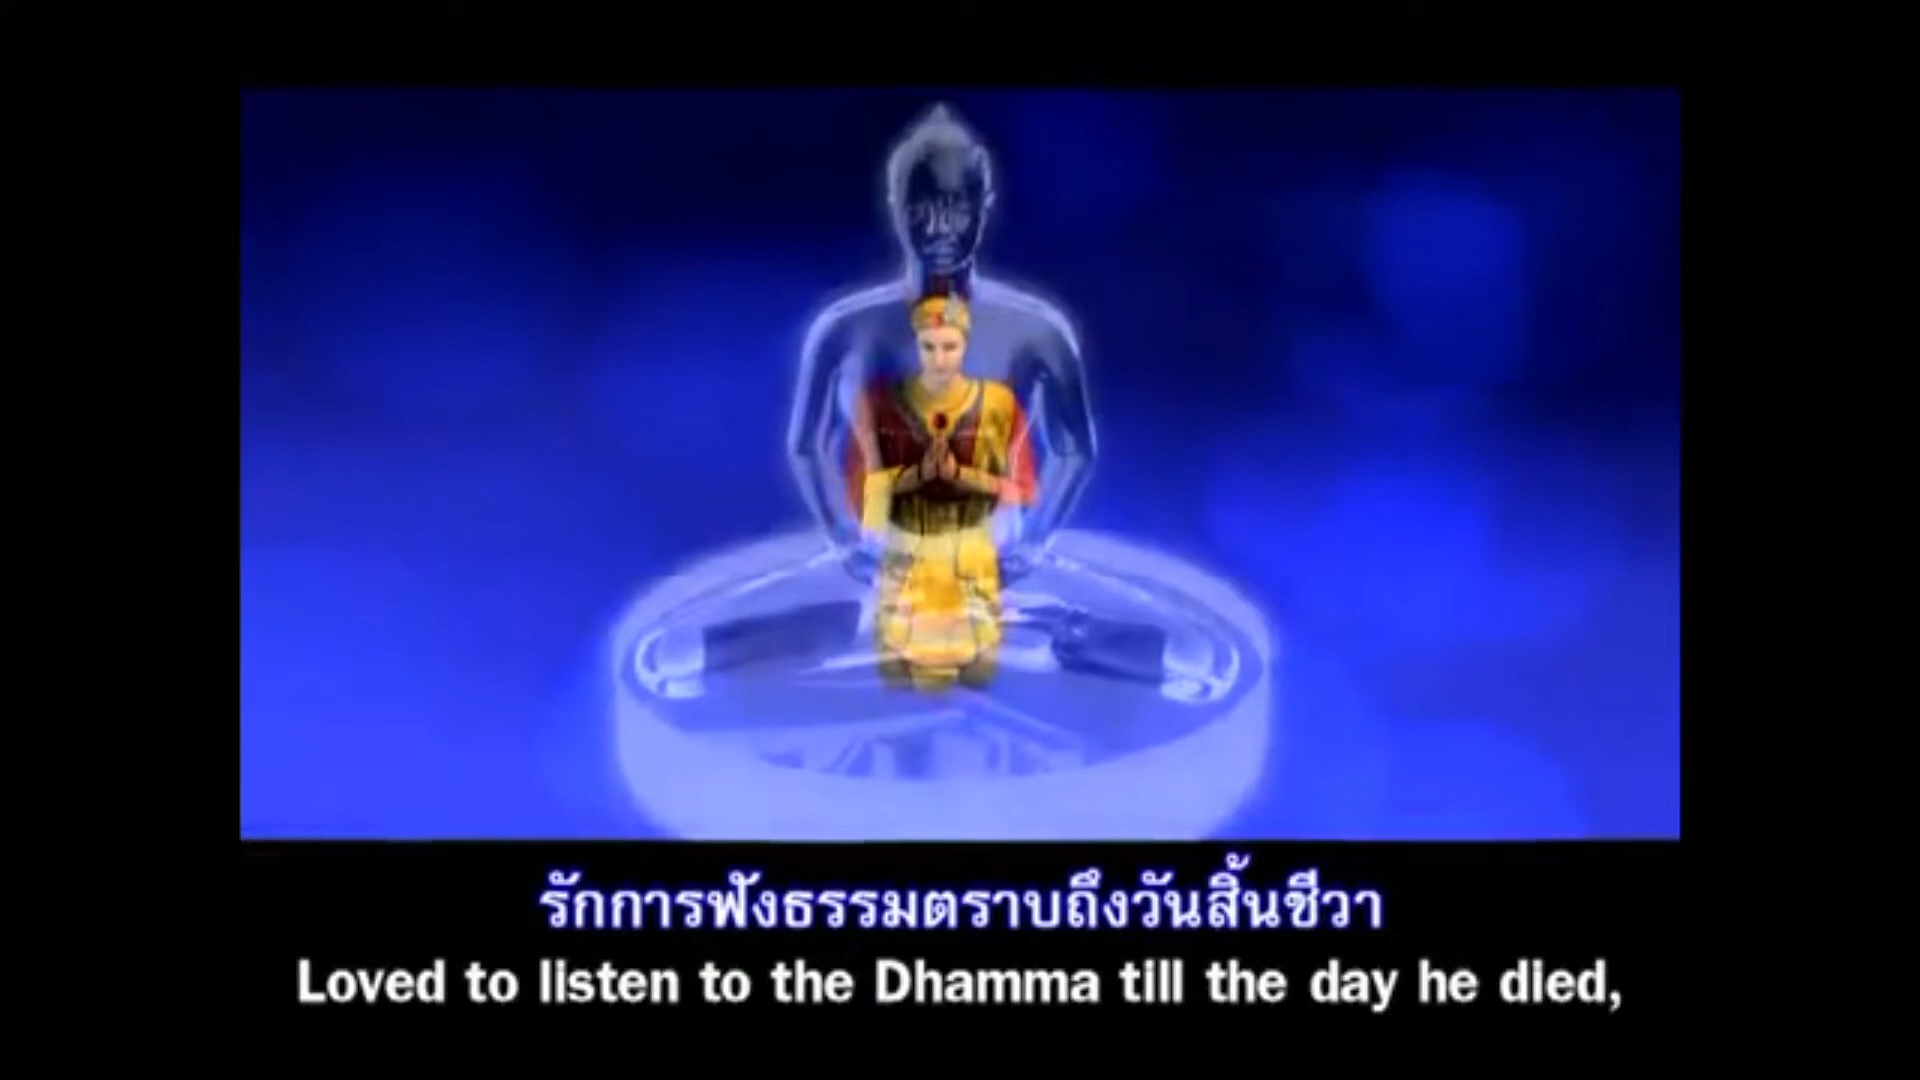 รักการฟังธรรมตราบถึงวันสิ้นชีวา
Loved to listen to the Dhamma till the day he died,